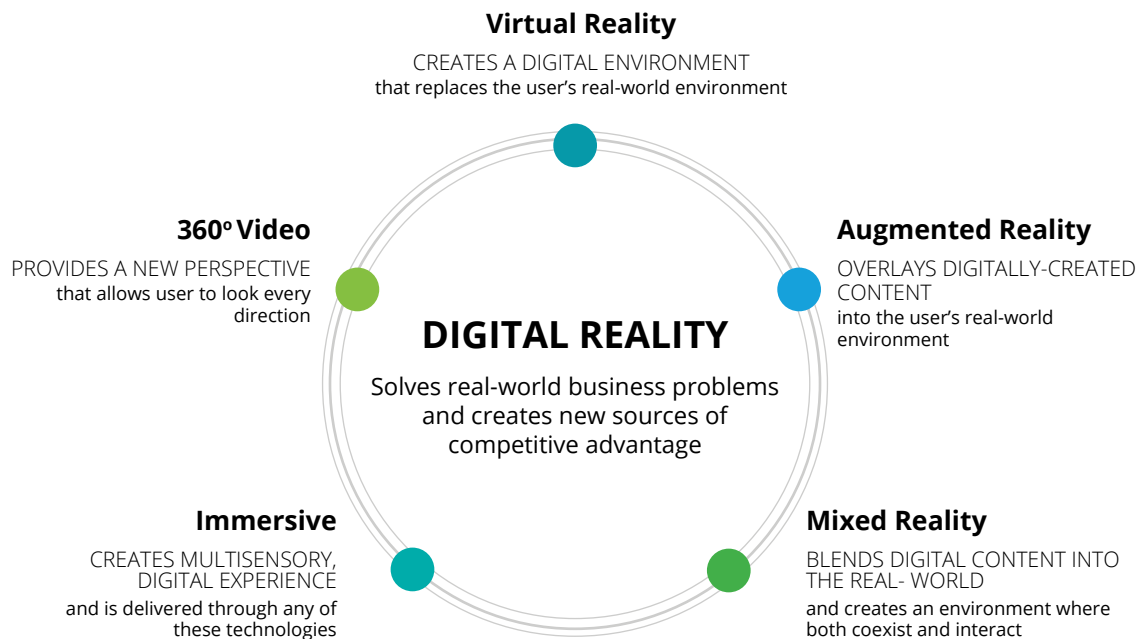 Virtual Reality
CREATES A DIGITAL ENVIRONMENT
that replaces the user's real-world environment
360º Video
PROVIDES A NEW PERSPECTIVE
that allows user to look every
direction
Augmented Reality
OVERLAYS DIGITALLY-CREATED
CONTENT
into the user's real-world
environment
DIGITAL REALITY
Solves real-world business problems
and creates new sources of
competitive advantage
Immersive
CREATES MULTISENSORY,
DIGITAL EXPERIENCE
and is delivered through any of
these technologies
Mixed Reality
BLENDS DIGITAL CONTENT INTO
THE REAL- WORLD
and creates an environment where
both coexist and interact